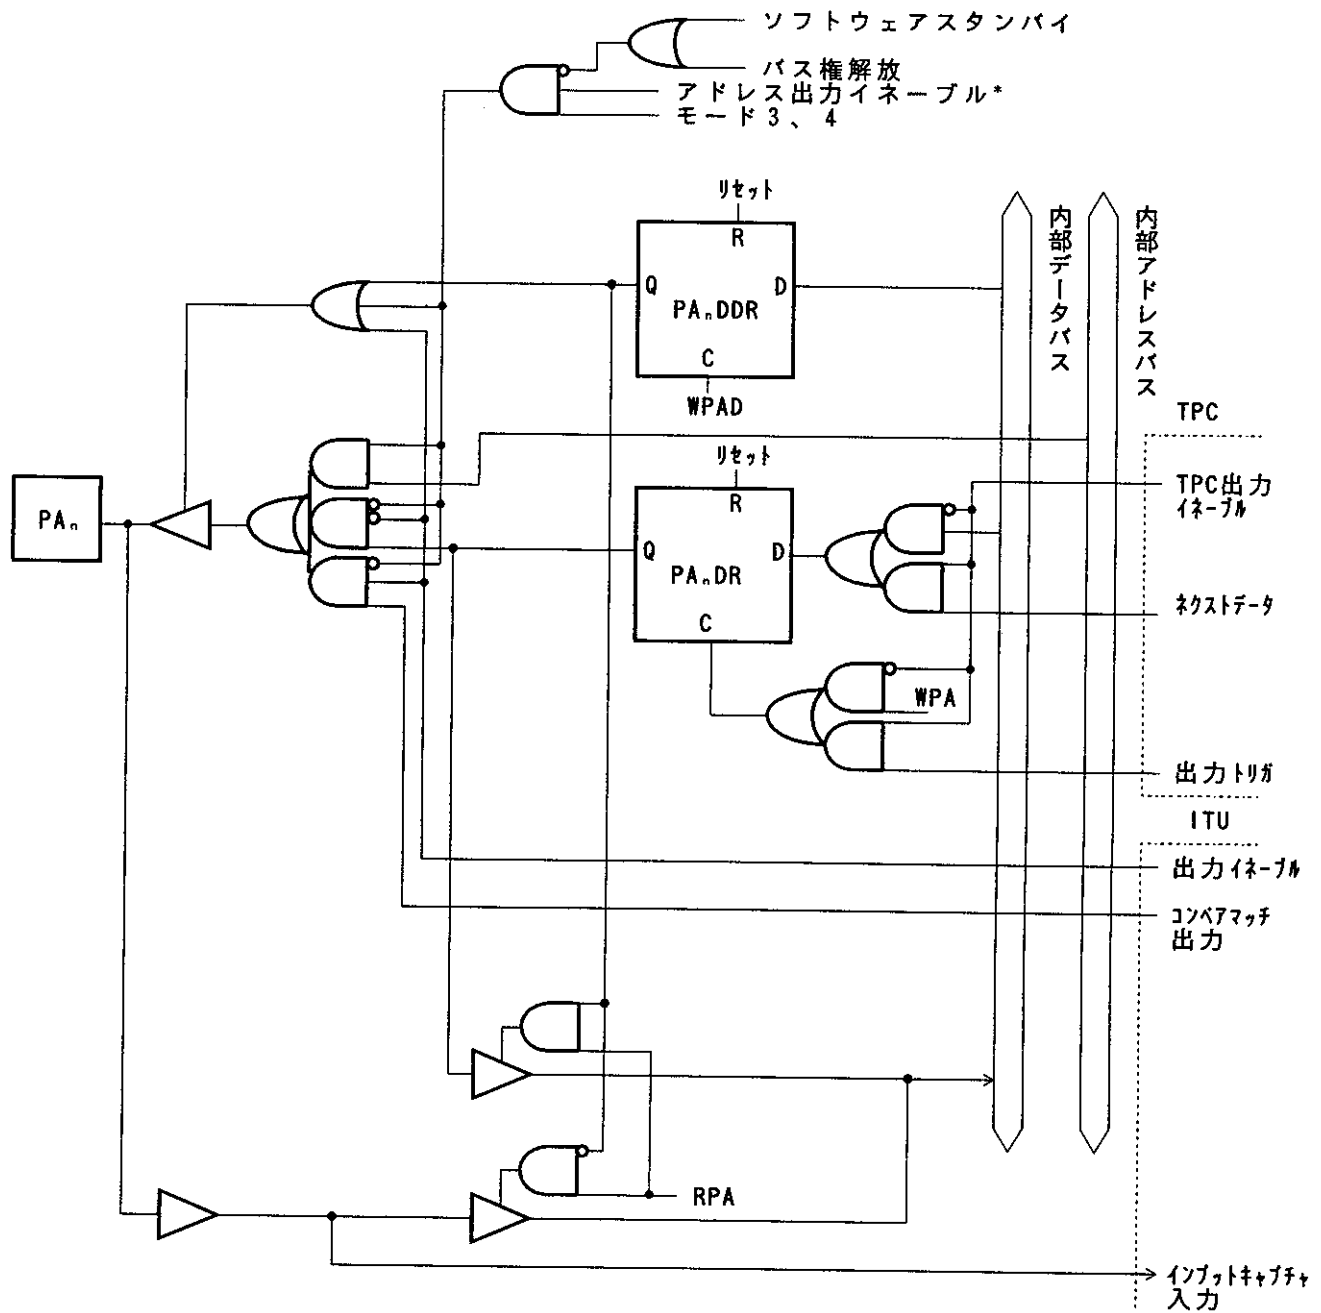 ソフトウェアスタンバイ
バス権解放
アドレス出力イネーブル*
モード3、4
リセット
R
Q
D
PAnDDR
C
WPAD
内部データバス
内部アドレスバス
TPC
リセット
R
TPC出力
イネーブル
PAn
Q
D
PAnDR
C
ネクストデータ
WPA
出力トリガ
ITU
出力イネーブル
コンペアマッチ
出力
RPA
インプットキャプチャ
入力